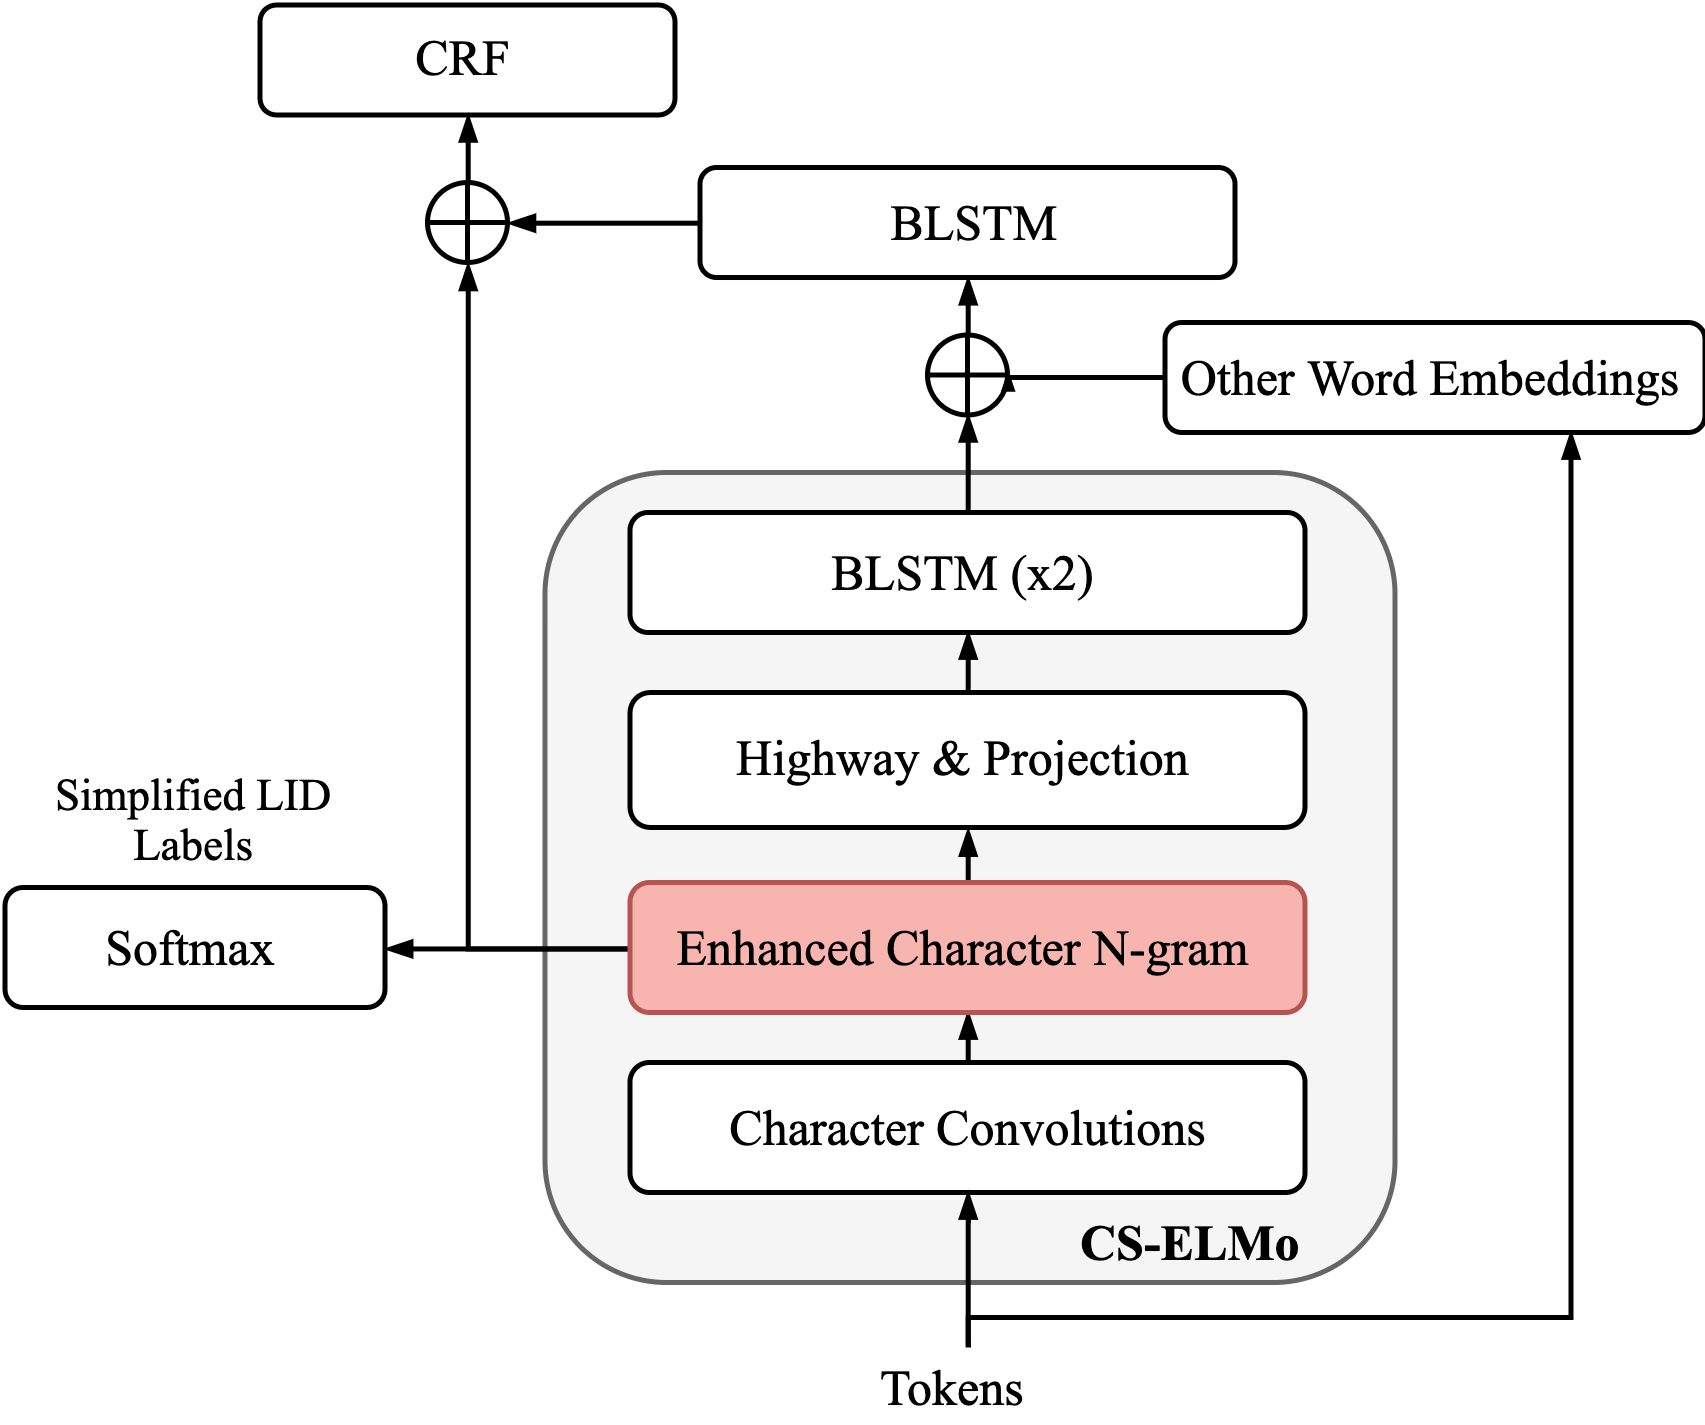 CRF
BLSTM
Other Word Embeddings
BLSTM (x2)
Highway & Projection
Simplified LID
Labels
Softmax
Enhanced Character N-gram
Character Convolutions
CS-ELMo
Tokens